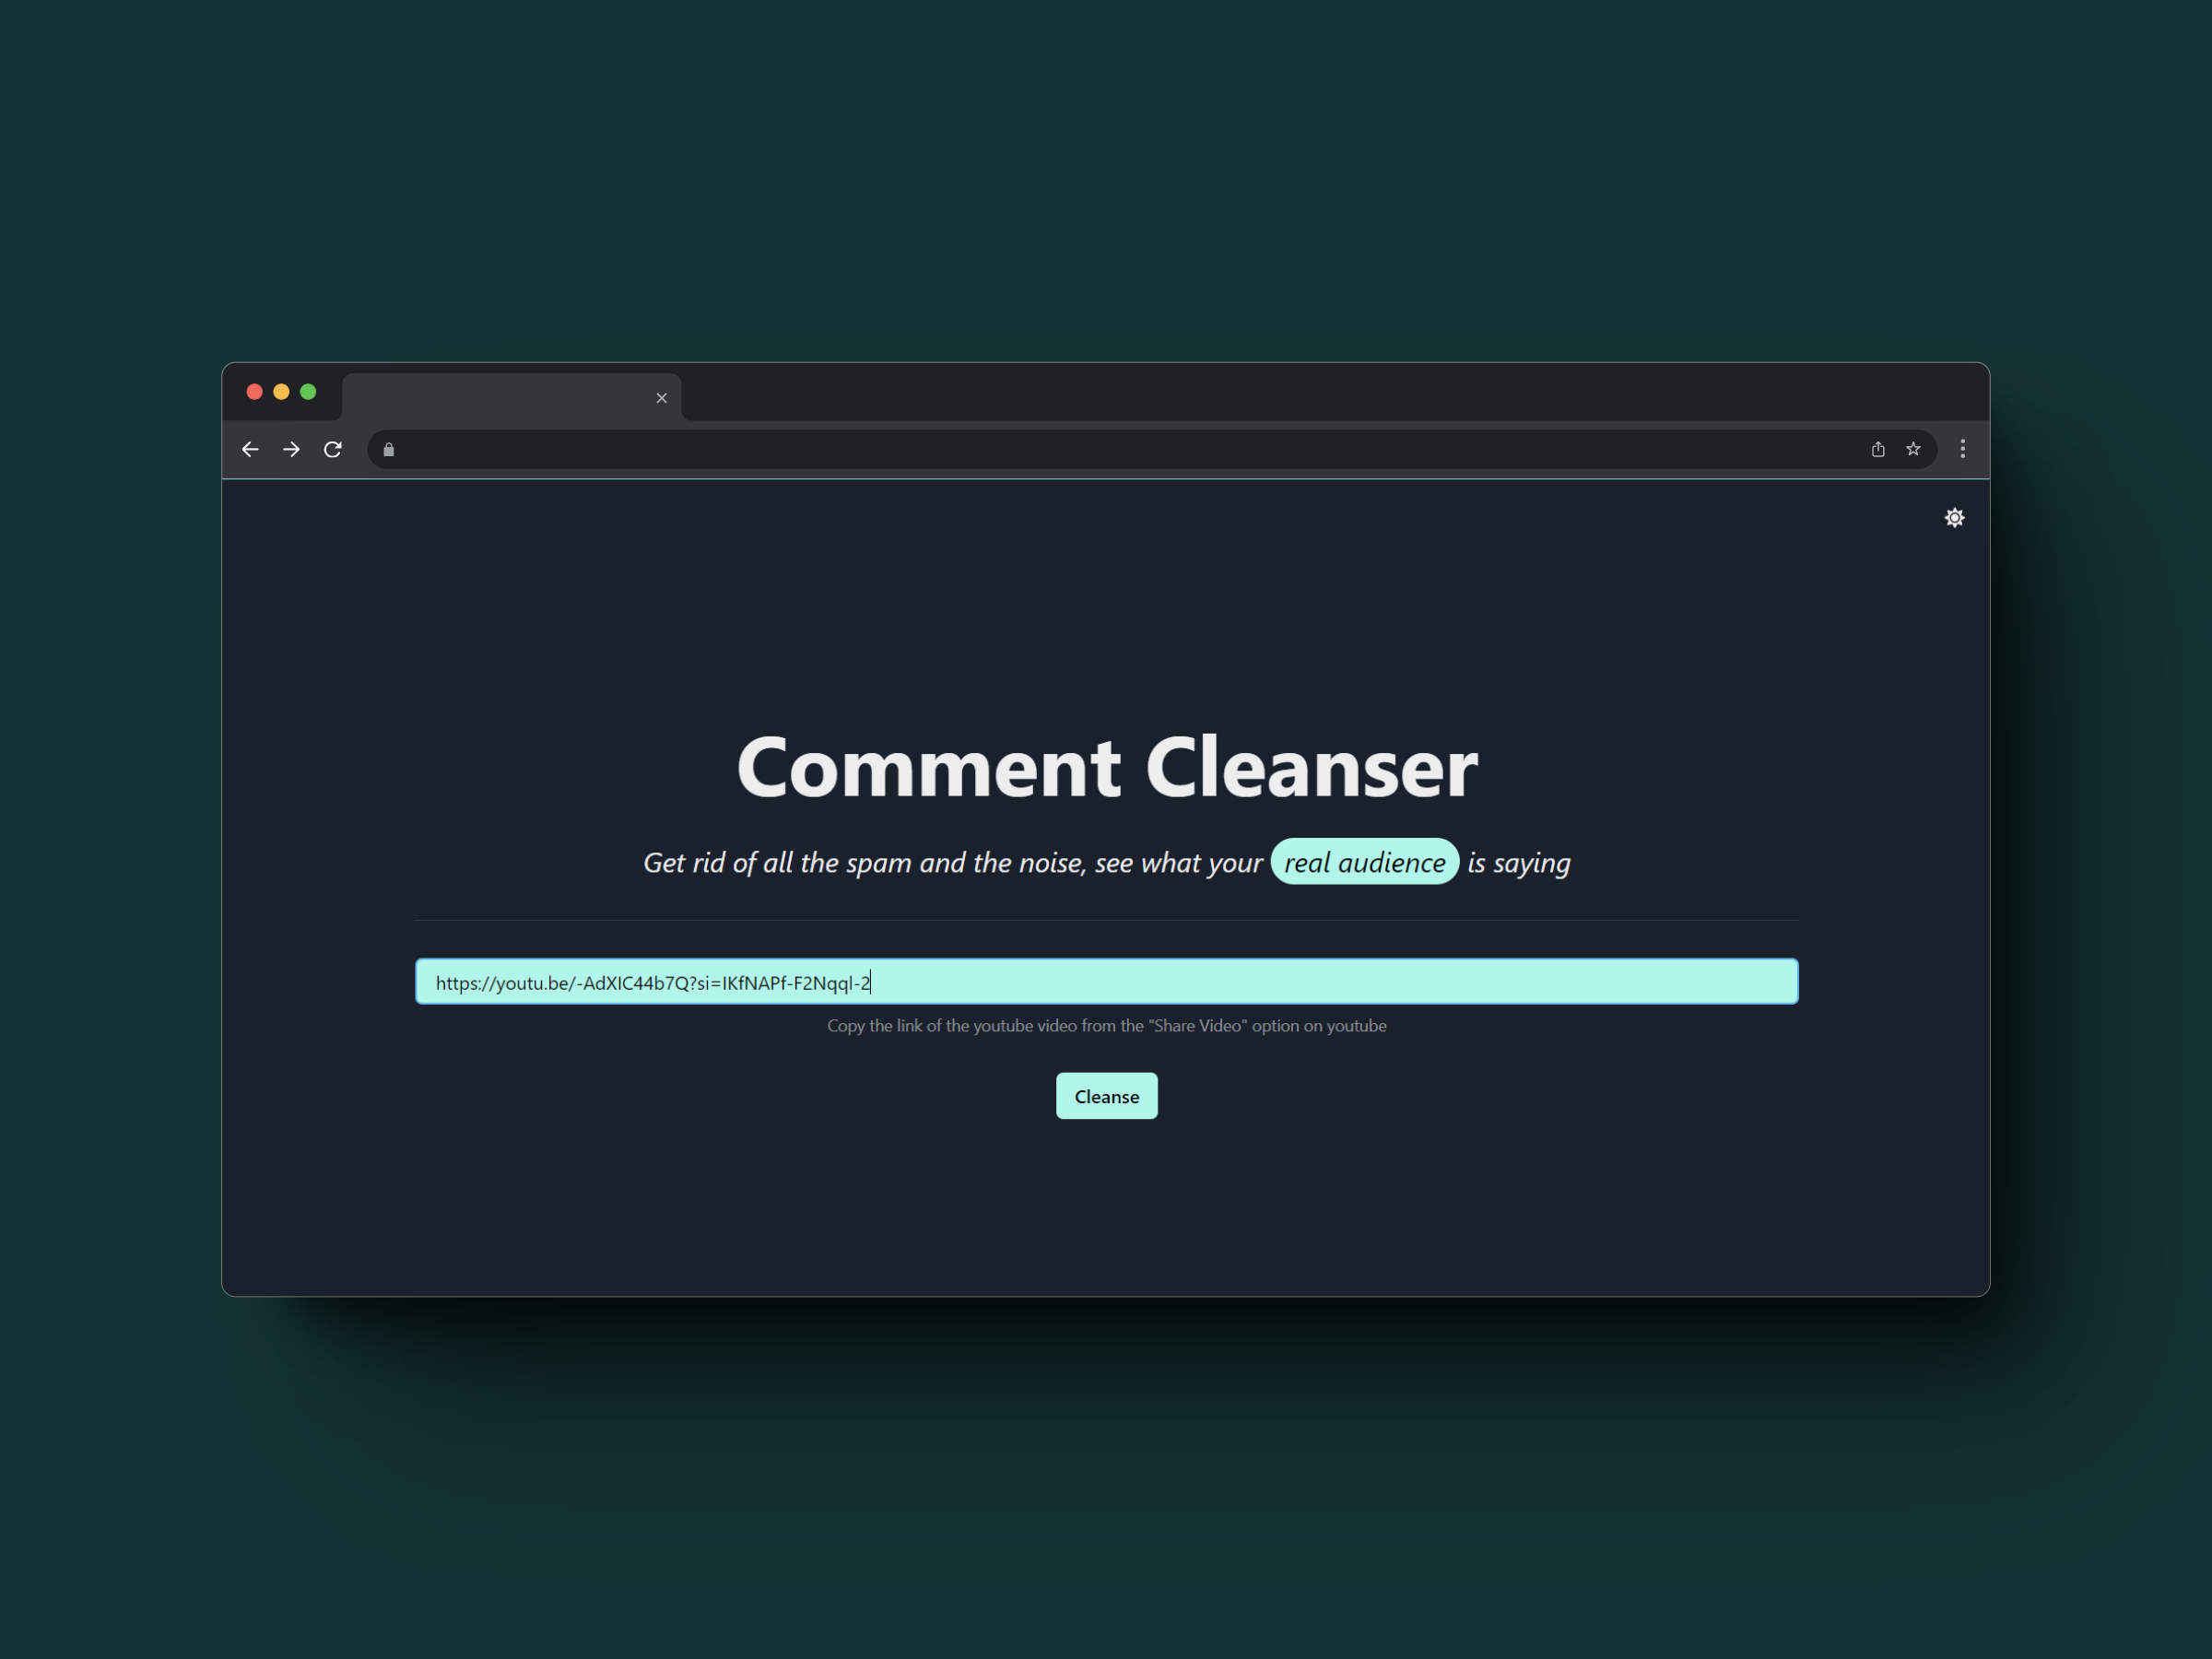 Comment Cleanser
Get rid of all the spam and the noise, see what your real audience is saying
https://youtu.be/-AdXIC44b7Q?si=IKfNAPf-F2Nqql-2
Copy the link of the youtube video from the "Share Video" option on youtube
Cleanse